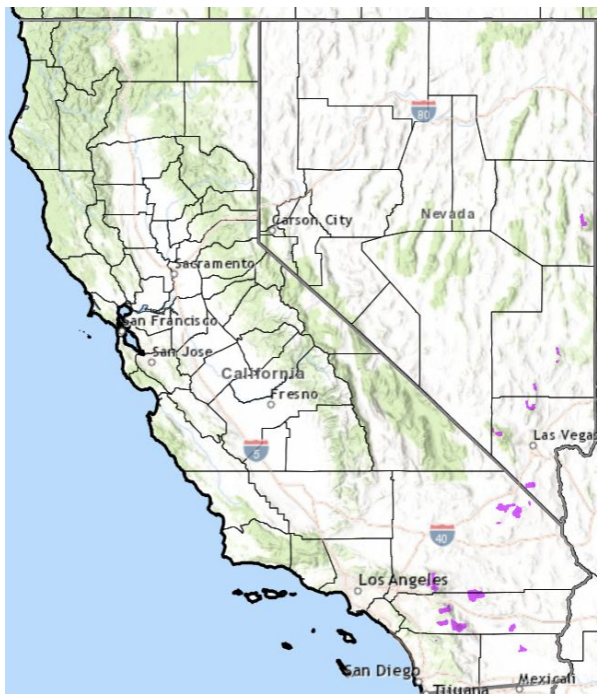 80
Carson City
Nevada
Sacramento
San Francisco
San Jose
California
Fresno
Las Vegas
5
40
Los Angeles
San Diego
Tijuana
Mexicali